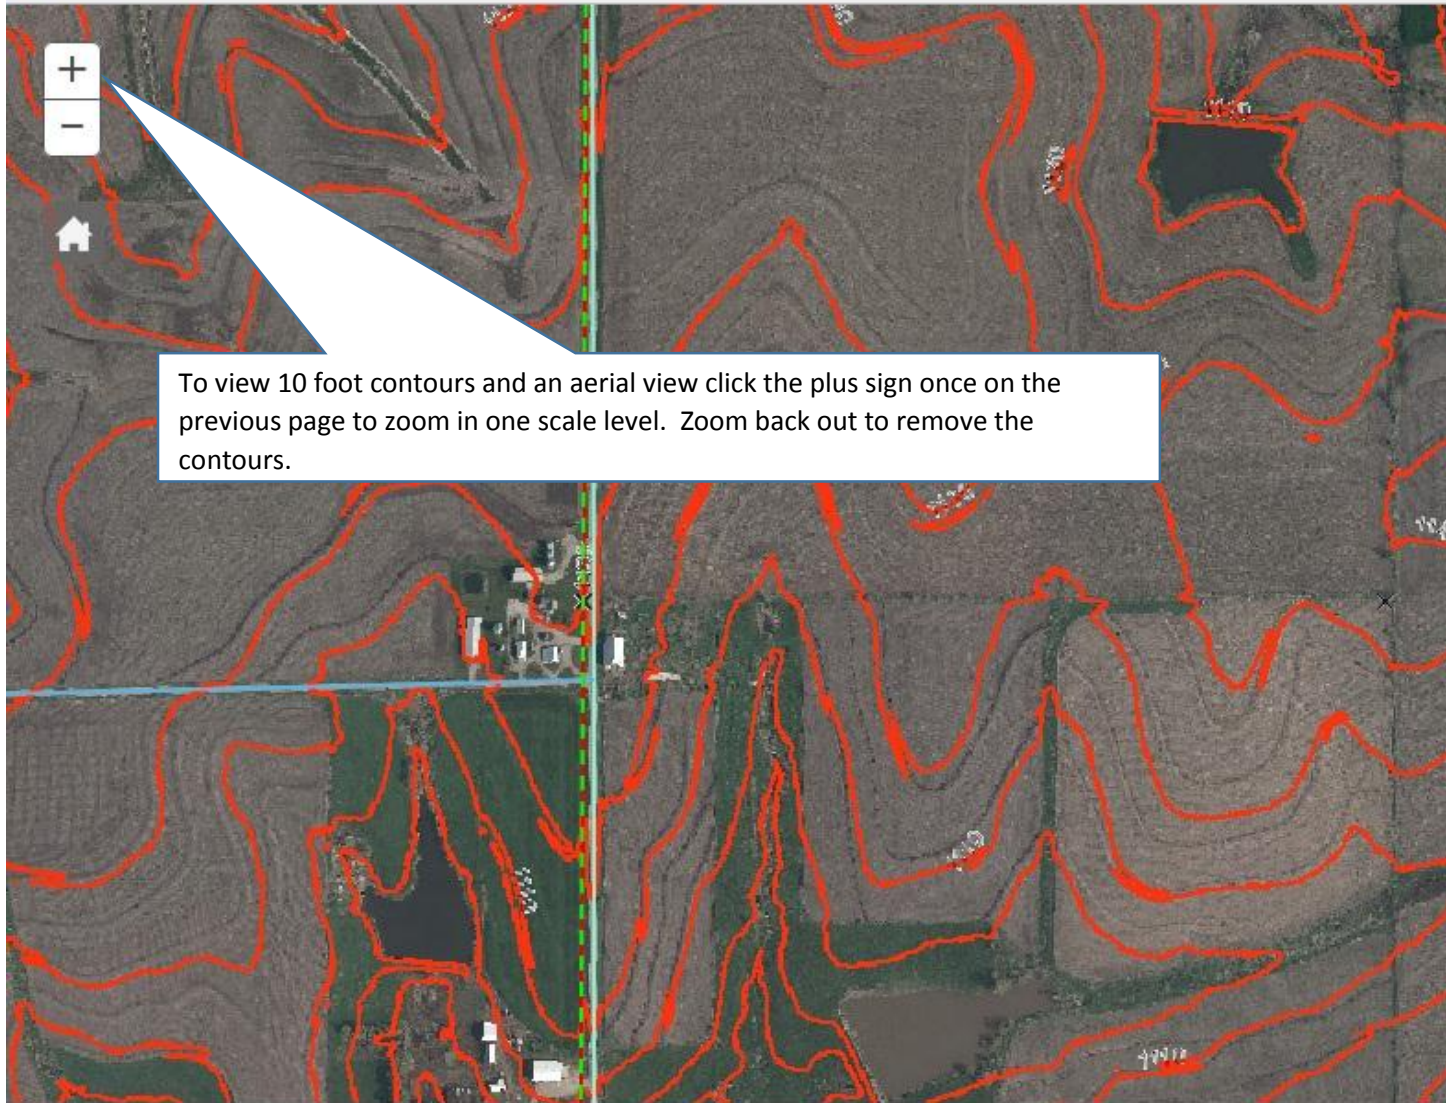 +
−
To view 10 foot contours and an aerial view click the plus sign once on the
previous page to zoom in one scale level.  Zoom back out to remove the
contours.